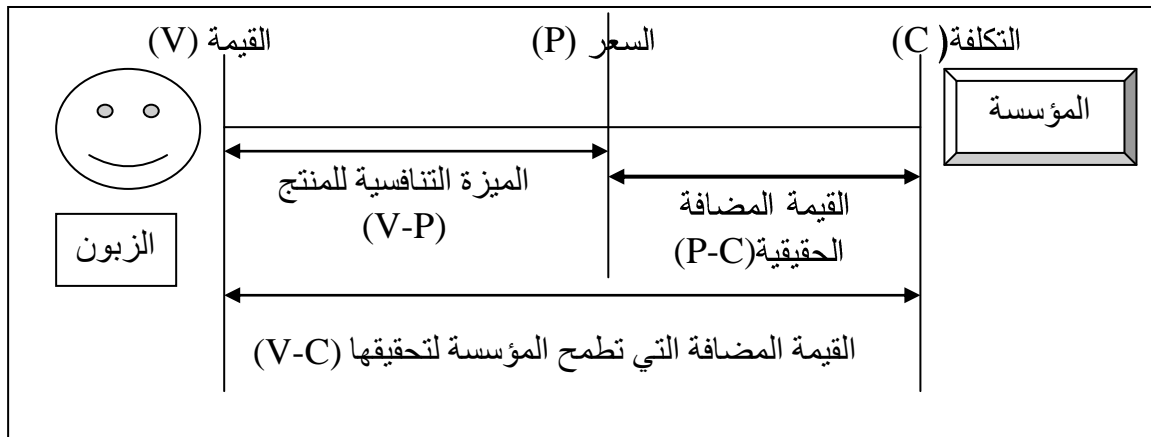 التكلفة( C)
السعر (P)
القيمة (V)
المؤسسة
الميزة التنافسية للمنتج
(V-P)
القيمة المضافة
الحقيقية(P-C)
الزبون
القيمة المضافة التي تطمح المؤسسة لتحقيقها (V-C)